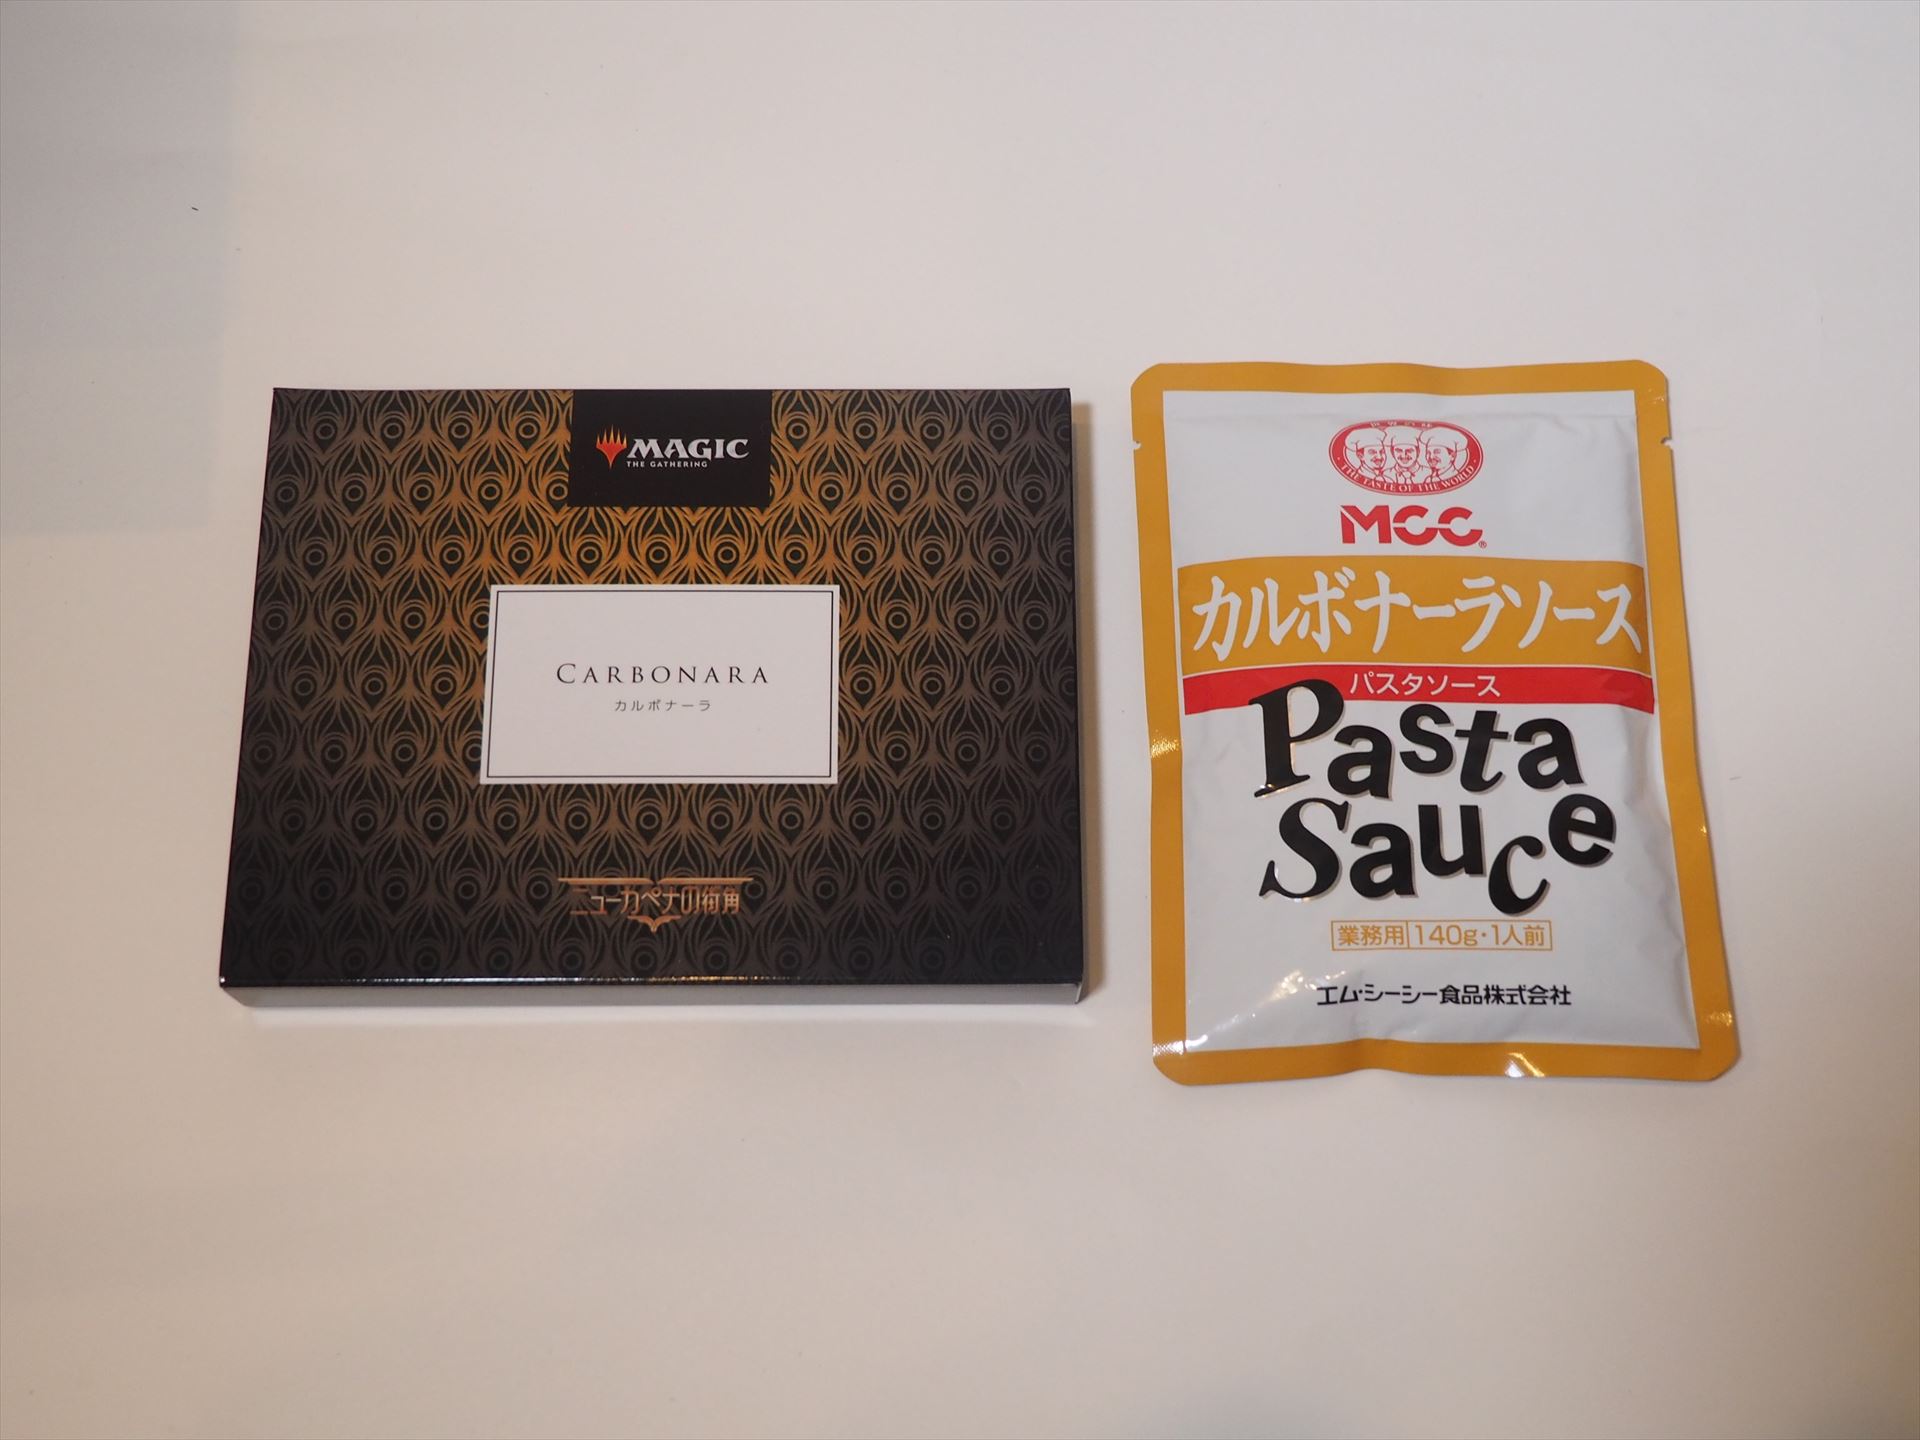 MAGIC
THE GATHERING
CARBONARA
カルボナーラ
ニューカペナの街角
THE TASTE OF THE WORLD
MCC®
カルボナーラソース
パスタソース
Pasta
Sauce
業務用 140g・1人前
エム・シーシー食品株式会社